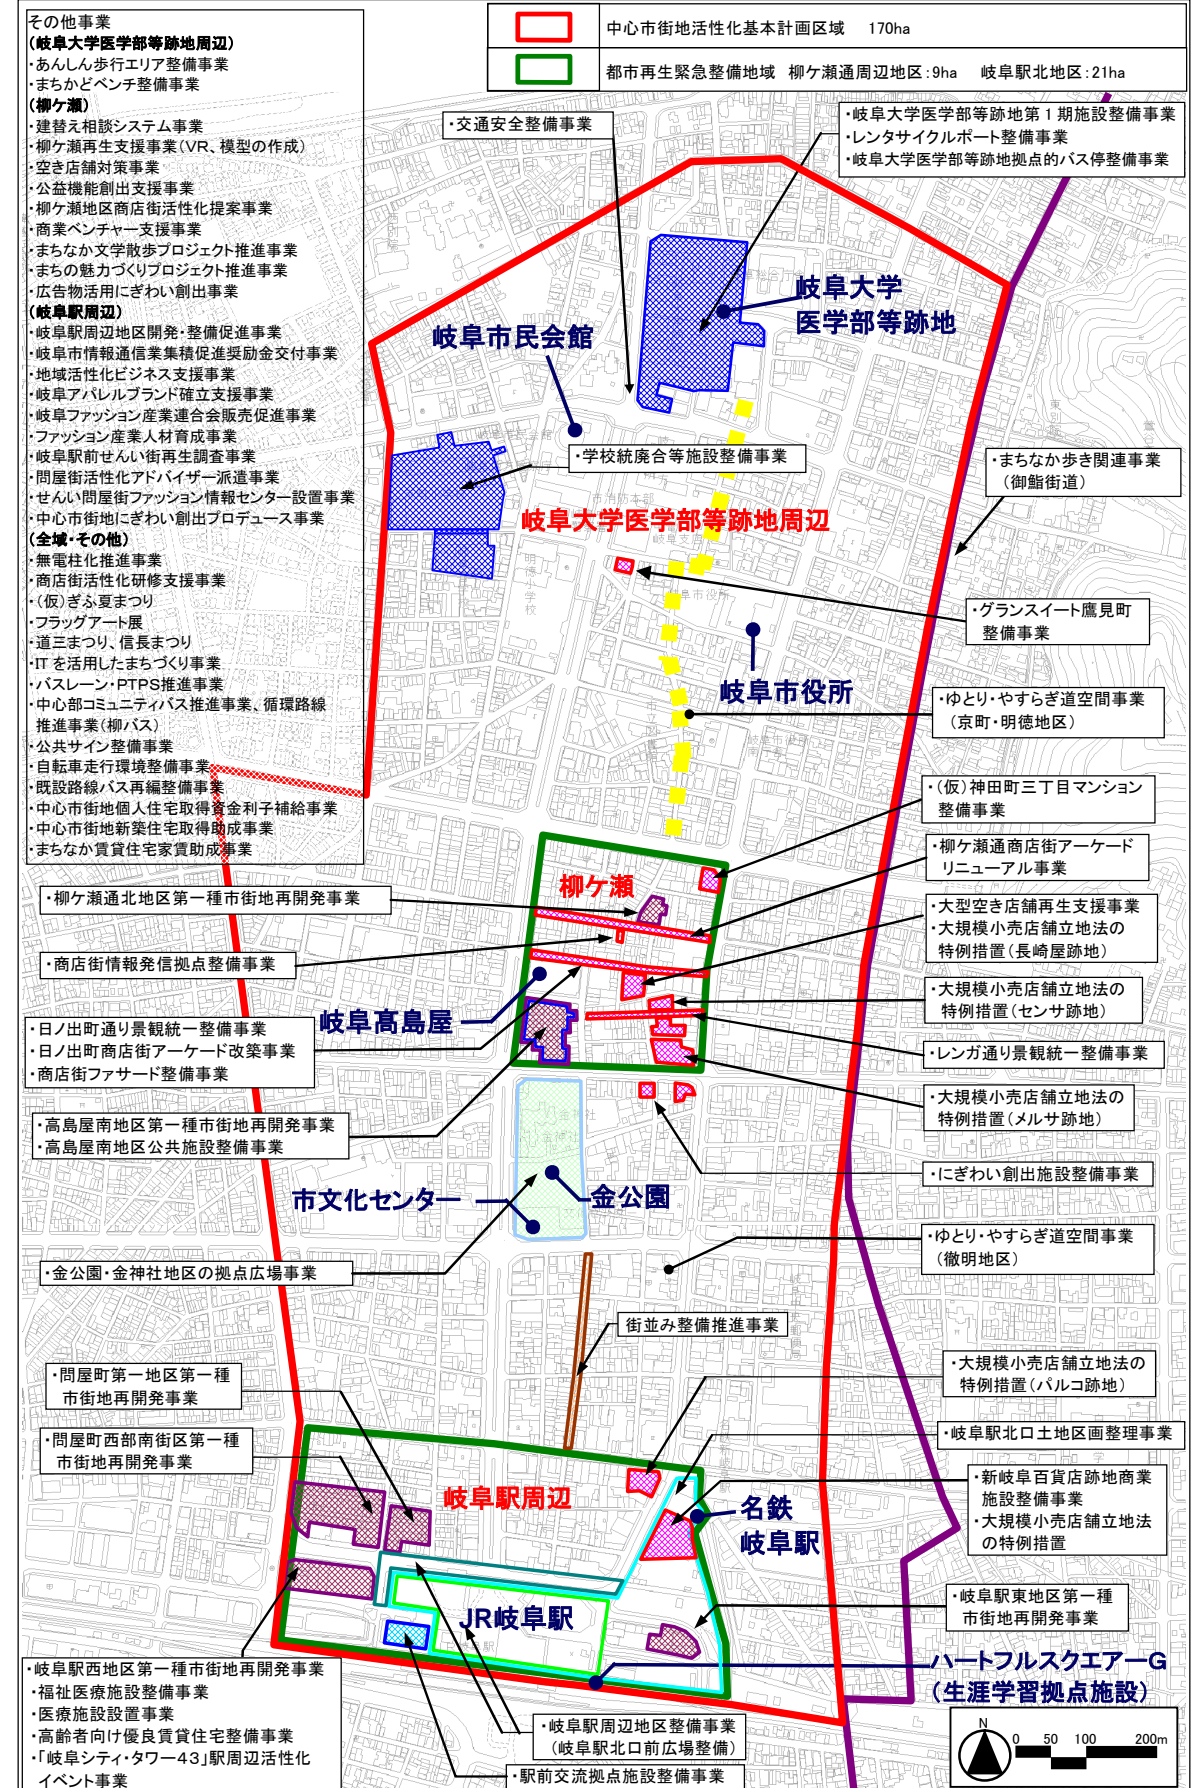 その他事業
(岐阜大学医学部等跡地周辺)
・あんしん歩行エリア整備事業
・まちかどベンチ整備事業
(柳ケ瀬)
・建替え相談システム事業
・柳ケ瀬再生支援事業(VR、模型の作成)
・空き店舗対策事業
・公益機能創出支援事業
・柳ケ瀬地区商店街活性化提案事業
・商業ベンチャー支援事業
・まちなか文学散歩プロジェクト推進事業
・まちの魅力づくりプロジェクト推進事業
・広告物活用にぎわい創出事業
(岐阜駅周辺)
・岐阜駅周辺地区開発・整備促進事業
・岐阜市情報通信業集積促進奨励金交付事業
・地域活性化ビジネス支援事業
・岐阜アパレルブランド確立支援事業
・岐阜ファッション産業連合会販売促進事業
・ファッション産業人材育成事業
・岐阜駅前せんい街再生調査事業
・問屋街活性化アドバイザー派遣事業
・せんい問屋街ファッション情報センター設置事業
・中心市街地にぎわい創出プロデュース事業
(全域・その他)
・無電柱化推進事業
・商店街活性化研修支援事業
・(仮)ぎふ夏まつり
・フラッグアート展
・道三まつり、信長まつり
・ITを活用したまちづくり事業
・バスレーン・PTPS推進事業
・中心部コミュニティバス推進事業、循環路線
推進事業(柳バス)
・公共サイン整備事業
・自転車走行環境整備事業
・既設路線バス再編整備事業
・中心市街地個人住宅取得資金利子補給事業
・中心市街地新築住宅取得助成事業
・まちなか賃貸住宅家賃助成事業
中心市街地活性化基本計画区域 170ha
都市再生緊急整備地域 柳ケ瀬通周辺地区:9ha 岐阜駅北地区:21ha
・交通安全整備事業
・岐阜大学医学部等跡地第1期施設整備事業
・レンタサイクルポート整備事業
・岐阜大学医学部等跡地拠点的バス停整備事業
岐阜大学
医学部等跡地
岐阜市民会館
・学校統廃合等施設整備事業
・まちなか歩き関連事業
(御鮨街道)
市消防本部
岐阜大学医学部等跡地周辺
岐阜市役所
・グランスイート鷹見町
整備事業
岐阜市役所
・ゆとり・やすらぎ道空間事業
(京町・明徳地区)
・(仮)神田町三丁目マンション
整備事業
・柳ケ瀬通商店街アーケード
リニューアル事業
柳ケ瀬
・柳ケ瀬通北地区第一種市街地再開発事業
・大型空き店舗再生支援事業
・大規模小売店舗立地法の
特例措置(長崎屋跡地)
・商店街情報発信拠点整備事業
・大規模小売店舗立地法の
特例措置(センサ跡地)
岐阜髙島屋
・日ノ出町通り景観統一整備事業
・日ノ出町商店街アーケード改築事業
・商店街ファサード整備事業
・レンガ通り景観統一整備事業
・大規模小売店舗立地法の
特例措置(メルサ跡地)
・高島屋南地区第一種市街地再開発事業
・高島屋南地区公共施設整備事業
・にぎわい創出施設整備事業
市文化センター
金公園
・ゆとり・やすらぎ道空間事業
(徹明地区)
・金公園・金神社地区の拠点広場事業
街並み整備推進事業
・大規模小売店舗立地法の
特例措置(パルコ跡地)
・問屋町第一地区第一種
市街地再開発事業
・岐阜駅北口土地区画整理事業
・問屋町西部南街区第一種
市街地再開発事業
・新岐阜百貨店跡地商業
施設整備事業
・大規模小売店舗立地法
の特例措置
岐阜駅周辺
名鉄
岐阜駅
・岐阜駅東地区第一種
市街地再開発事業
JR岐阜駅
ハートフルスクエアーG
(生涯学習拠点施設)
・岐阜駅西地区第一種市街地再開発事業
・福祉医療施設整備事業
・医療施設設置事業
・高齢者向け優良賃貸住宅整備事業
・「岐阜シティ・タワー43」駅周辺活性化
イベント事業
・岐阜駅周辺地区整備事業
(岐阜駅北口前広場整備)
・駅前交流拠点施設整備事業
N
0 50 100 200m